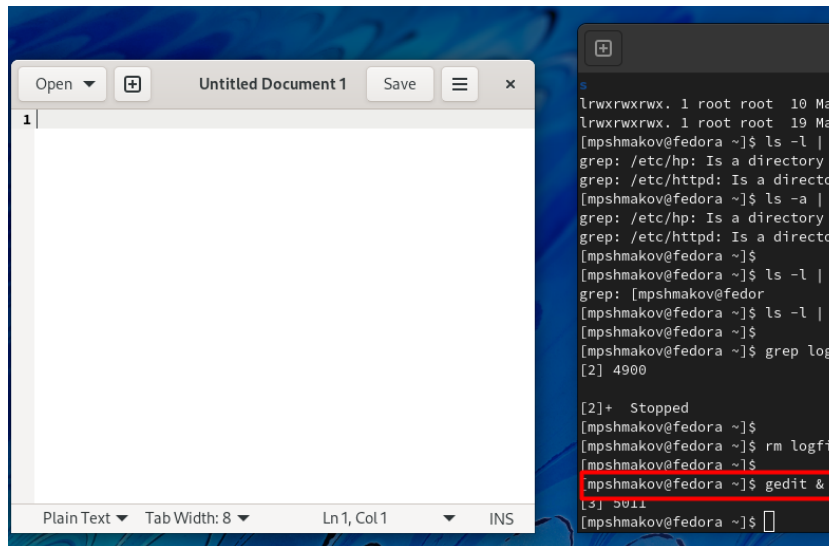 Open Untitled Document 1 Save
1
Plain Text Tab Width: 8 Ln 1, Col 1 INS
s
lrwxrwxrwx. 1 root root 10 Ma
lrwxrwxrwx. 1 root root 19 Ma
[mpshmakov@fedora ~]$ ls -l |
grep: /etc/hp: Is a directory
grep: /etc/httpd: Is a directo
[mpshmakov@fedora ~]$ ls -a |
grep: /etc/hp: Is a directory
grep: /etc/httpd: Is a directo
[mpshmakov@fedora ~]$
[mpshmakov@fedora ~]$ ls -l |
grep: [mpshmakov@fedor
[mpshmakov@fedora ~]$ ls -l |
[mpshmakov@fedora ~]$
[mpshmakov@fedora ~]$ grep log
[2] 4900
[2]+ Stopped
[mpshmakov@fedora ~]$
[mpshmakov@fedora ~]$ rm logfi
[mpshmakov@fedora ~]$
[mpshmakov@fedora ~]$ gedit &
[3] 5011
[mpshmakov@fedora ~]$